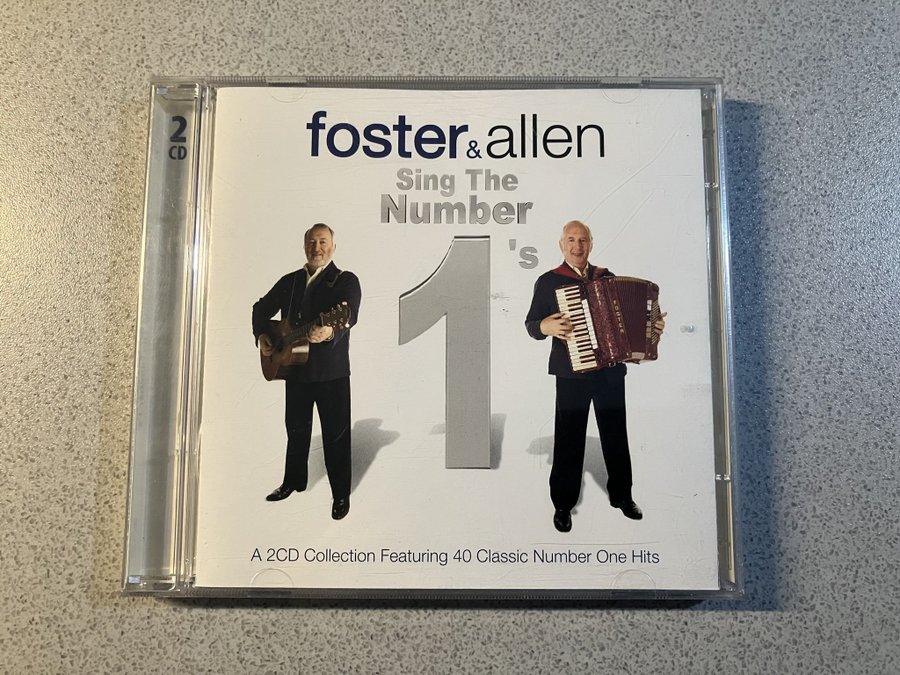 2
CD
foster&allen
Sing The
Number
1's
A 2CD Collection Featuring 40 Classic Number One Hits